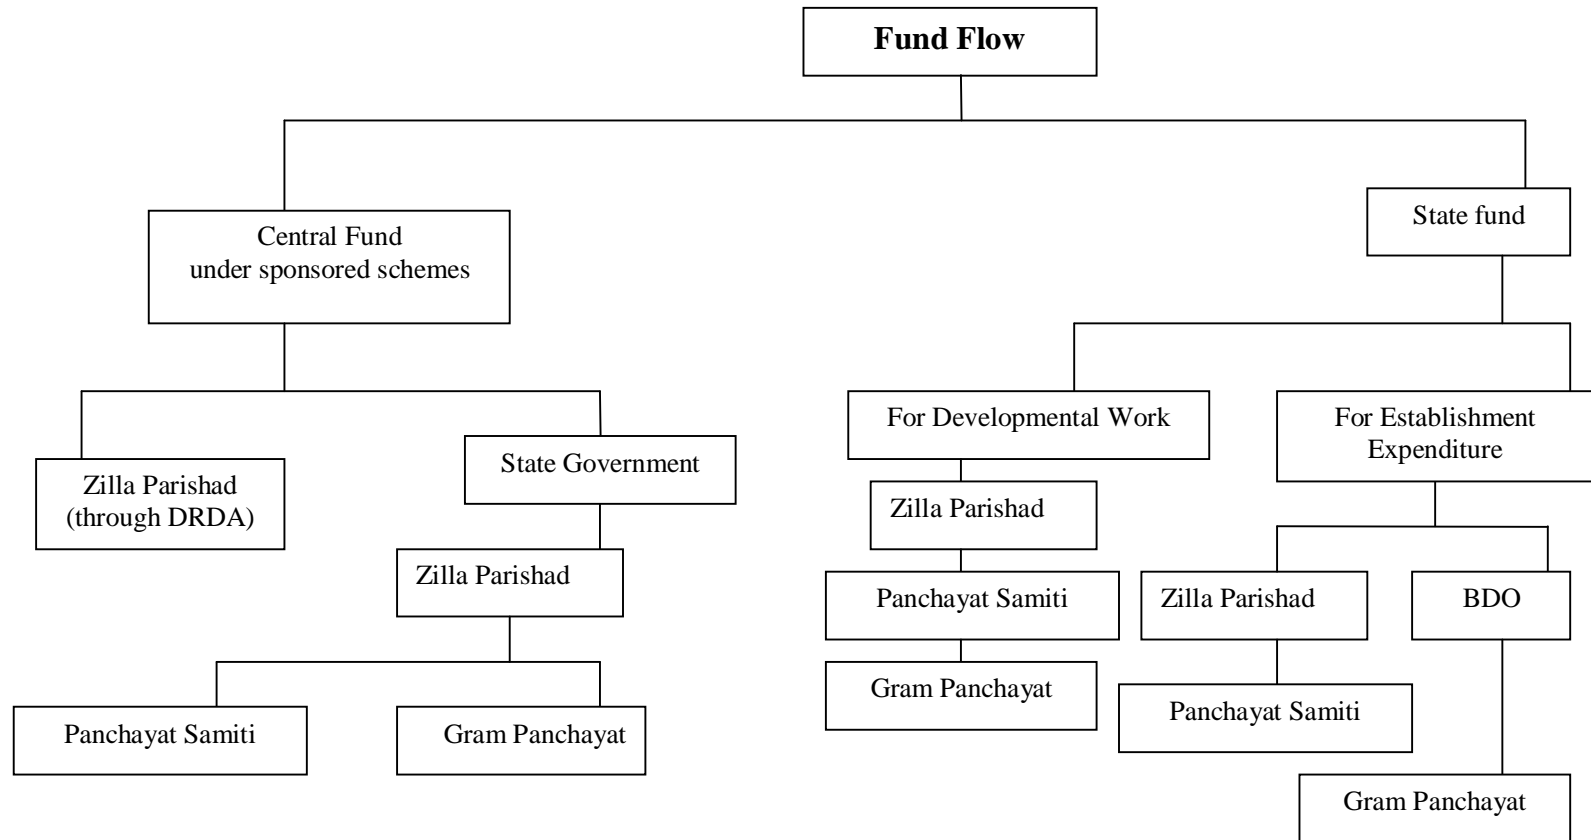 Fund Flow
Central Fund
under sponsored schemes
State fund
Zilla Parishad
(through DRDA)
State Government
Zilla Parishad
Panchayat Samiti
Gram Panchayat
For Developmental Work
Zilla Parishad
Panchayat Samiti
Gram Panchayat
For Establishment
Expenditure
Zilla Parishad
Panchayat Samiti
BDO
Gram Panchayat